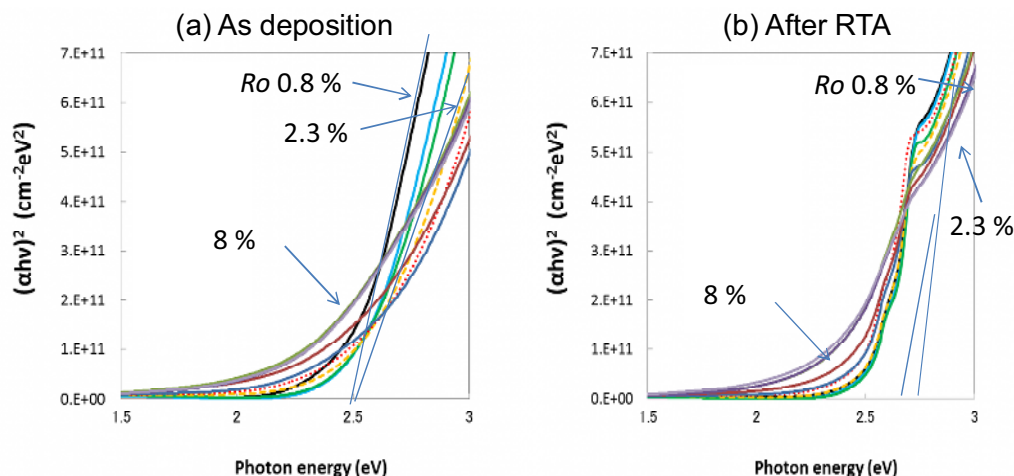 (a) As deposition
(αhν)² (cm⁻²eV²)
7.E+11
6.E+11
5.E+11
4.E+11
3.E+11
2.E+11
1.E+11
0.E+00
Ro 0.8 %
2.3 %
8 %
1.5 2 2.5 3
Photon energy (eV)
(b) After RTA
(αhν)² (cm⁻²eV²)
7.E+11
6.E+11
5.E+11
4.E+11
3.E+11
2.E+11
1.E+11
0.E+00
Ro 0.8 %
2.3 %
8 %
1.5 2 2.5 3
Photon energy (eV)